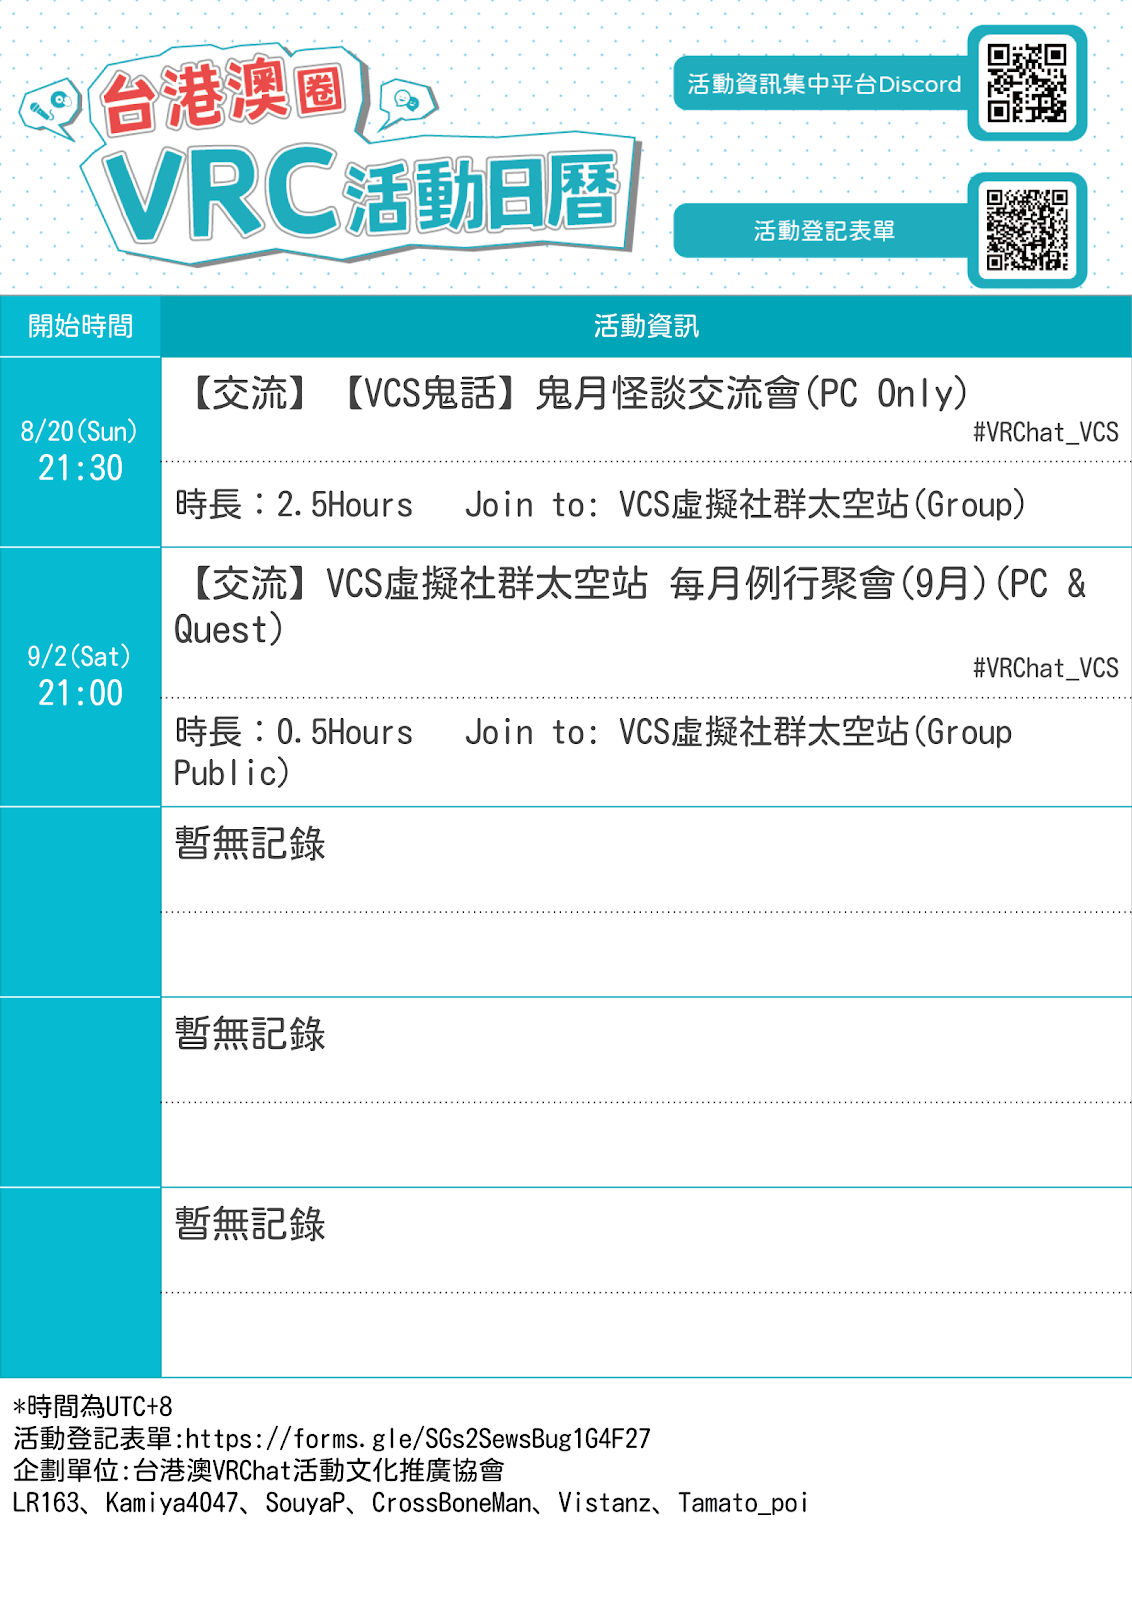 台港澳圈
VRC活動日曆
活動資訊集中平台Discord
活動登記表單
開始時間
活動資訊
8/20(Sun)
21:30
【交流】【VCS鬼話】鬼月怪談交流會(PC Only)
#VRChat_VCS
時長：2.5Hours Join to: VCS虛擬社群太空站(Group)
9/2(Sat)
21:00
【交流】VCS虛擬社群太空站 每月例行聚會(9月)(PC &
Quest)
#VRChat_VCS
時長：0.5Hours Join to: VCS虛擬社群太空站(Group
Public)
暫無記錄
暫無記錄
暫無記錄
*時間為UTC+8
活動登記表單:https://forms.gle/SGs2SewsBug1G4F27
企劃單位:台港澳VRChat活動文化推廣協會
LR163、Kamiya4047、SouyaP、CrossBoneMan、Vistanz、Tamato_poi